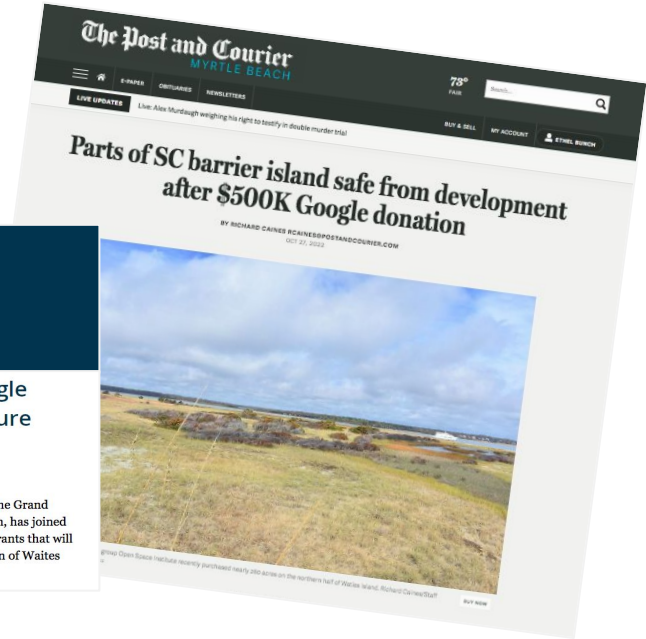 The Post and Courier
MYRTLE BEACH
73°
FAIR
Search...
E-PAPER
OBITUARIES
NEWSLETTERS
BUY & SELL
MY ACCOUNT
ETHEL BUNCH
LIVE UPDATES
Live: Alex Murdaugh weighing his right to testify in double murder trial
Parts of SC barrier island safe from development
after $500K Google donation
BY RICHARD CAINES RCAINES@POSTANDCOURIER.COM
OCT 27, 2022
group Open Space Institute recently purchased nearly acres on the northern half of Waties Island. Richard Caines/Staff
BUY NOW
gle
ure
he Grand
n, has joined
rants that will
n of Waites